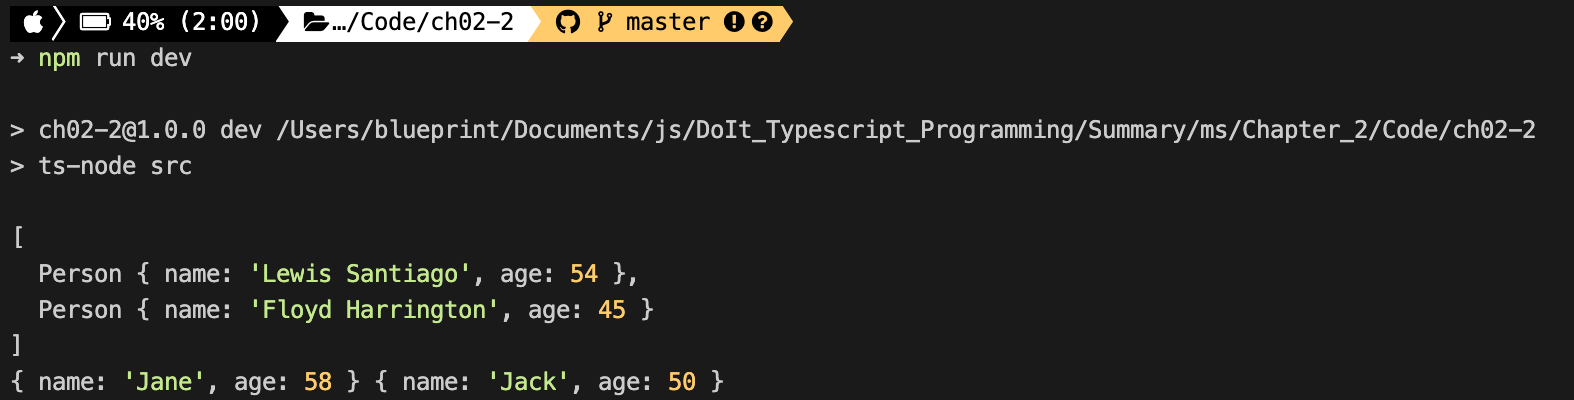 40% (2:00) …/Code/ch02-2 master
→ npm run dev
> ch02-2@1.0.0 dev /Users/blueprint/Documents/js/DoIt_Typescript_Programming/Summary/ms/Chapter_2/Code/ch02-2
> ts-node src
[
  Person { name: 'Lewis Santiago', age: 54 },
  Person { name: 'Floyd Harrington', age: 45 }
]
{ name: 'Jane', age: 58 } { name: 'Jack', age: 50 }